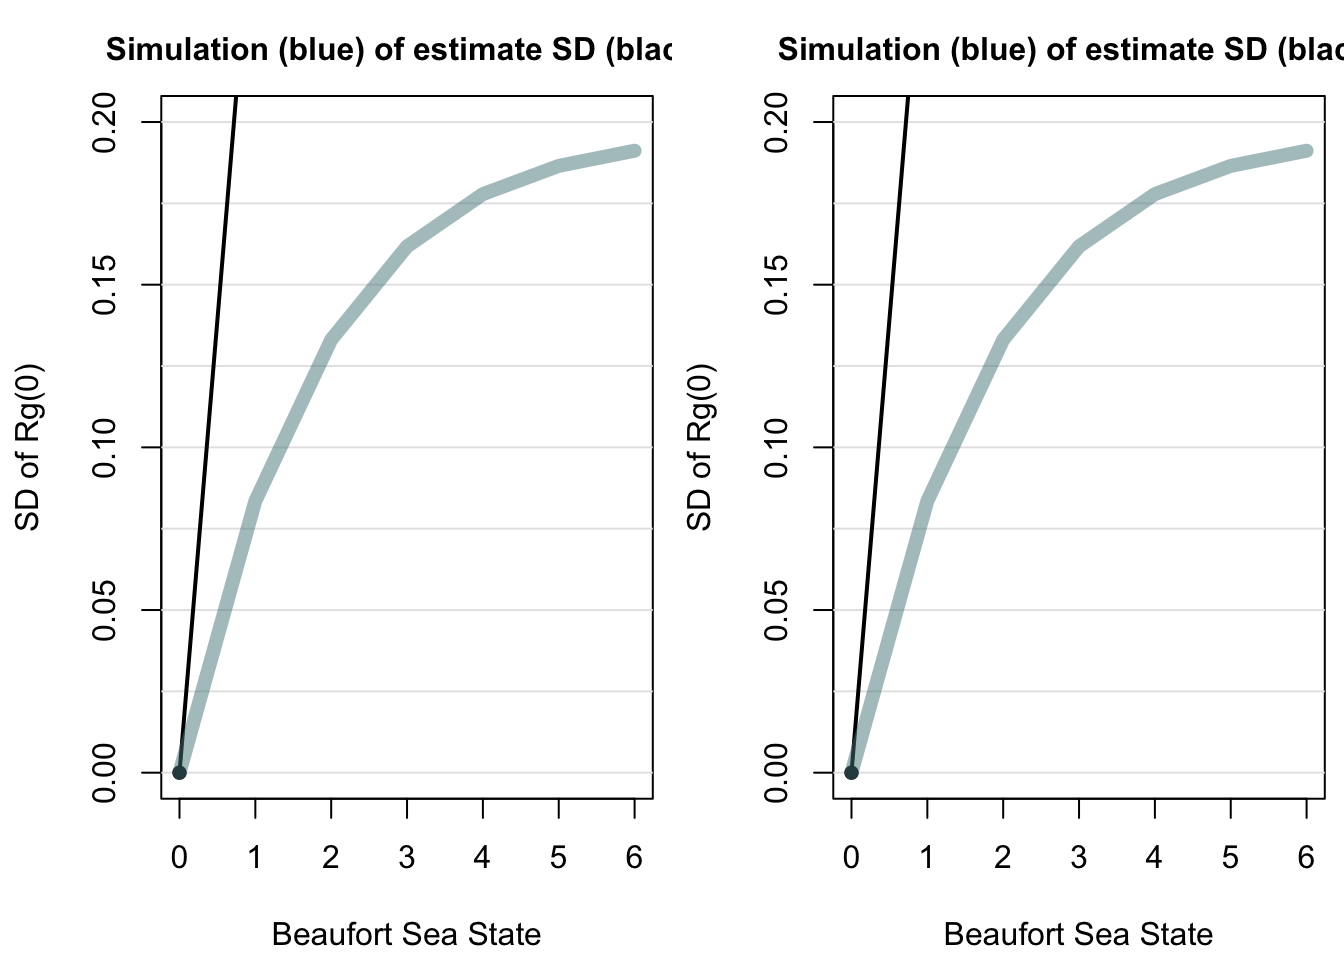 Simulation (blue) of estimate SD (blac
SD of Rg(0)
0.20
0.15
0.10
0.05
0.00
0 1 2 3 4 5 6
Beaufort Sea State
Simulation (blue) of estimate SD (blac
SD of Rg(0)
0.20
0.15
0.10
0.05
0.00
0 1 2 3 4 5 6
Beaufort Sea State